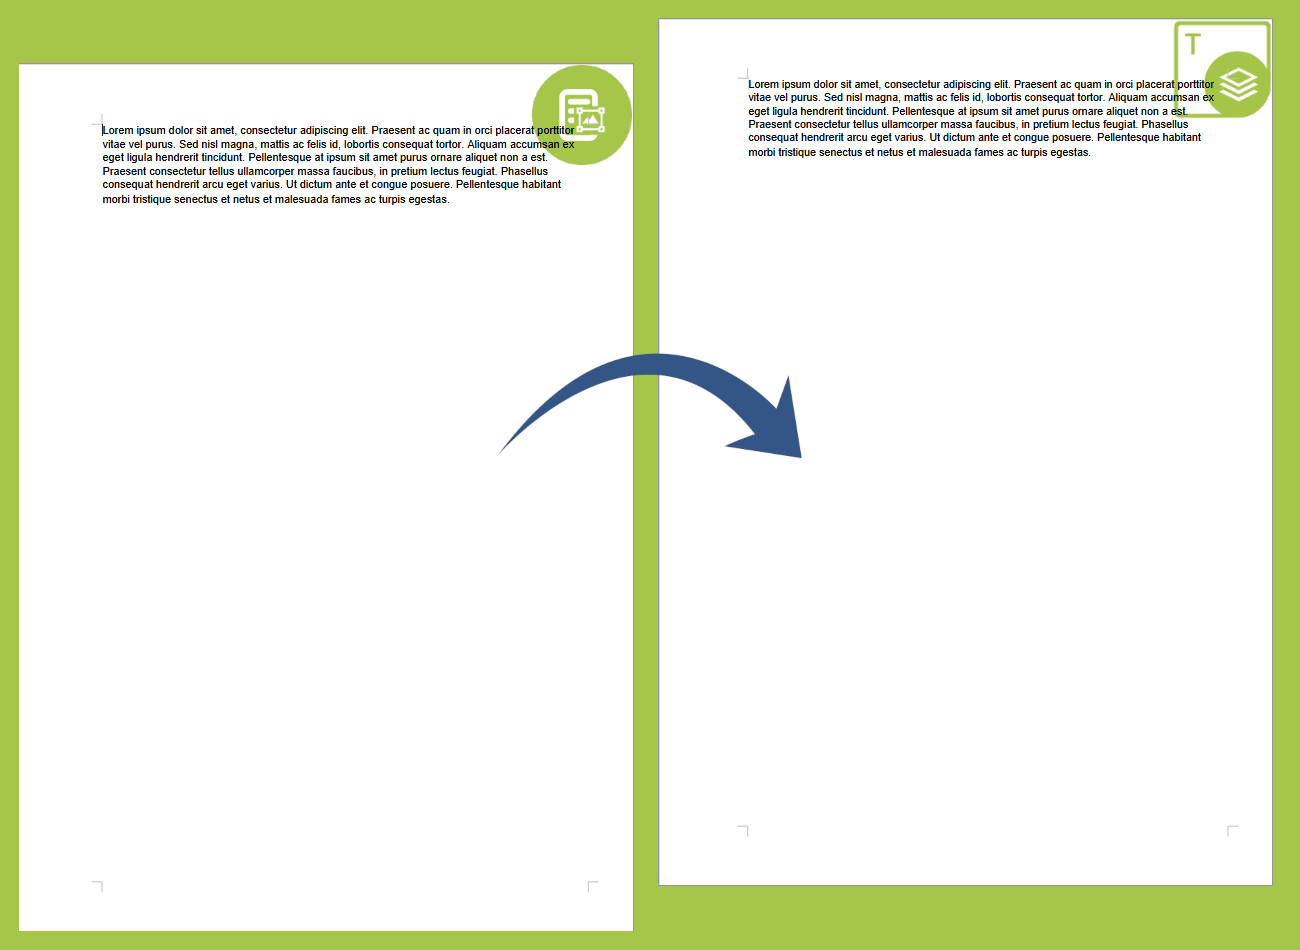 Lorem ipsum dolor sit amet, consectetur adipiscing elit. Praesent ac quam in orci placerat porttitor
vitae vel purus. Sed nisl magna, mattis ac felis id, lobortis consequat tortor. Aliquam accumsan ex
eget ligula hendrerit tincidunt. Pellentesque at ipsum sit amet purus ornare aliquet non a est.
Praesent consectetur tellus ullamcorper massa faucibus, in pretium lectus feugiat. Phasellus
consequat hendrerit arcu eget varius. Ut dictum ante et congue posuere. Pellentesque habitant
morbi tristique senectus et netus et malesuada fames ac turpis egestas.
T
Lorem ipsum dolor sit amet, consectetur adipiscing elit. Praesent ac quam in orci placerat porttitor
vitae vel purus. Sed nisl magna, mattis ac felis id, lobortis consequat tortor. Aliquam accumsan ex
eget ligula hendrerit tincidunt. Pellentesque at ipsum sit amet purus ornare aliquet non a est.
Praesent consectetur tellus ullamcorper massa faucibus, in pretium lectus feugiat. Phasellus
consequat hendrerit arcu eget varius. Ut dictum ante et congue posuere. Pellentesque habitant
morbi tristique senectus et netus et malesuada fames ac turpis egestas.